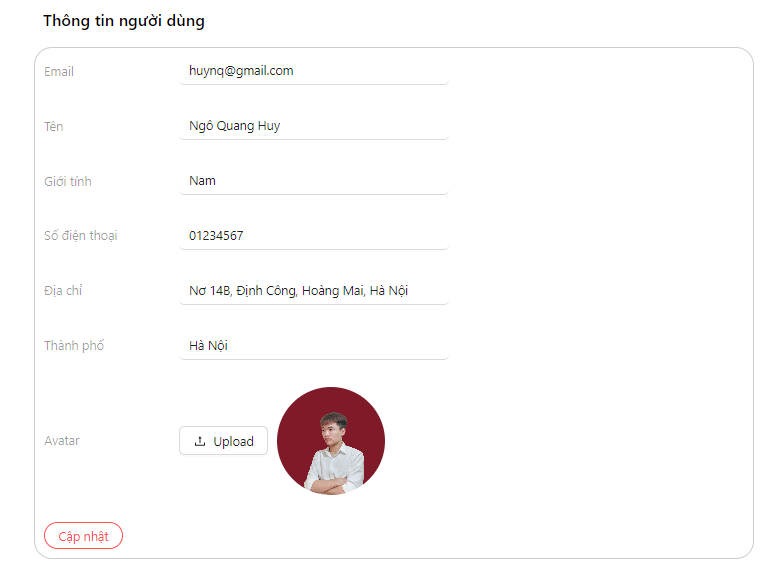 Thông tin người dùng
Email huynq@gmail.com
Tên Ngô Quang Huy
Giới tính Nam
Số điện thoại 01234567
Địa chỉ Nơ 14B, Định Công, Hoàng Mai, Hà Nội
Thành phố Hà Nội
Avatar Upload
Cập nhật